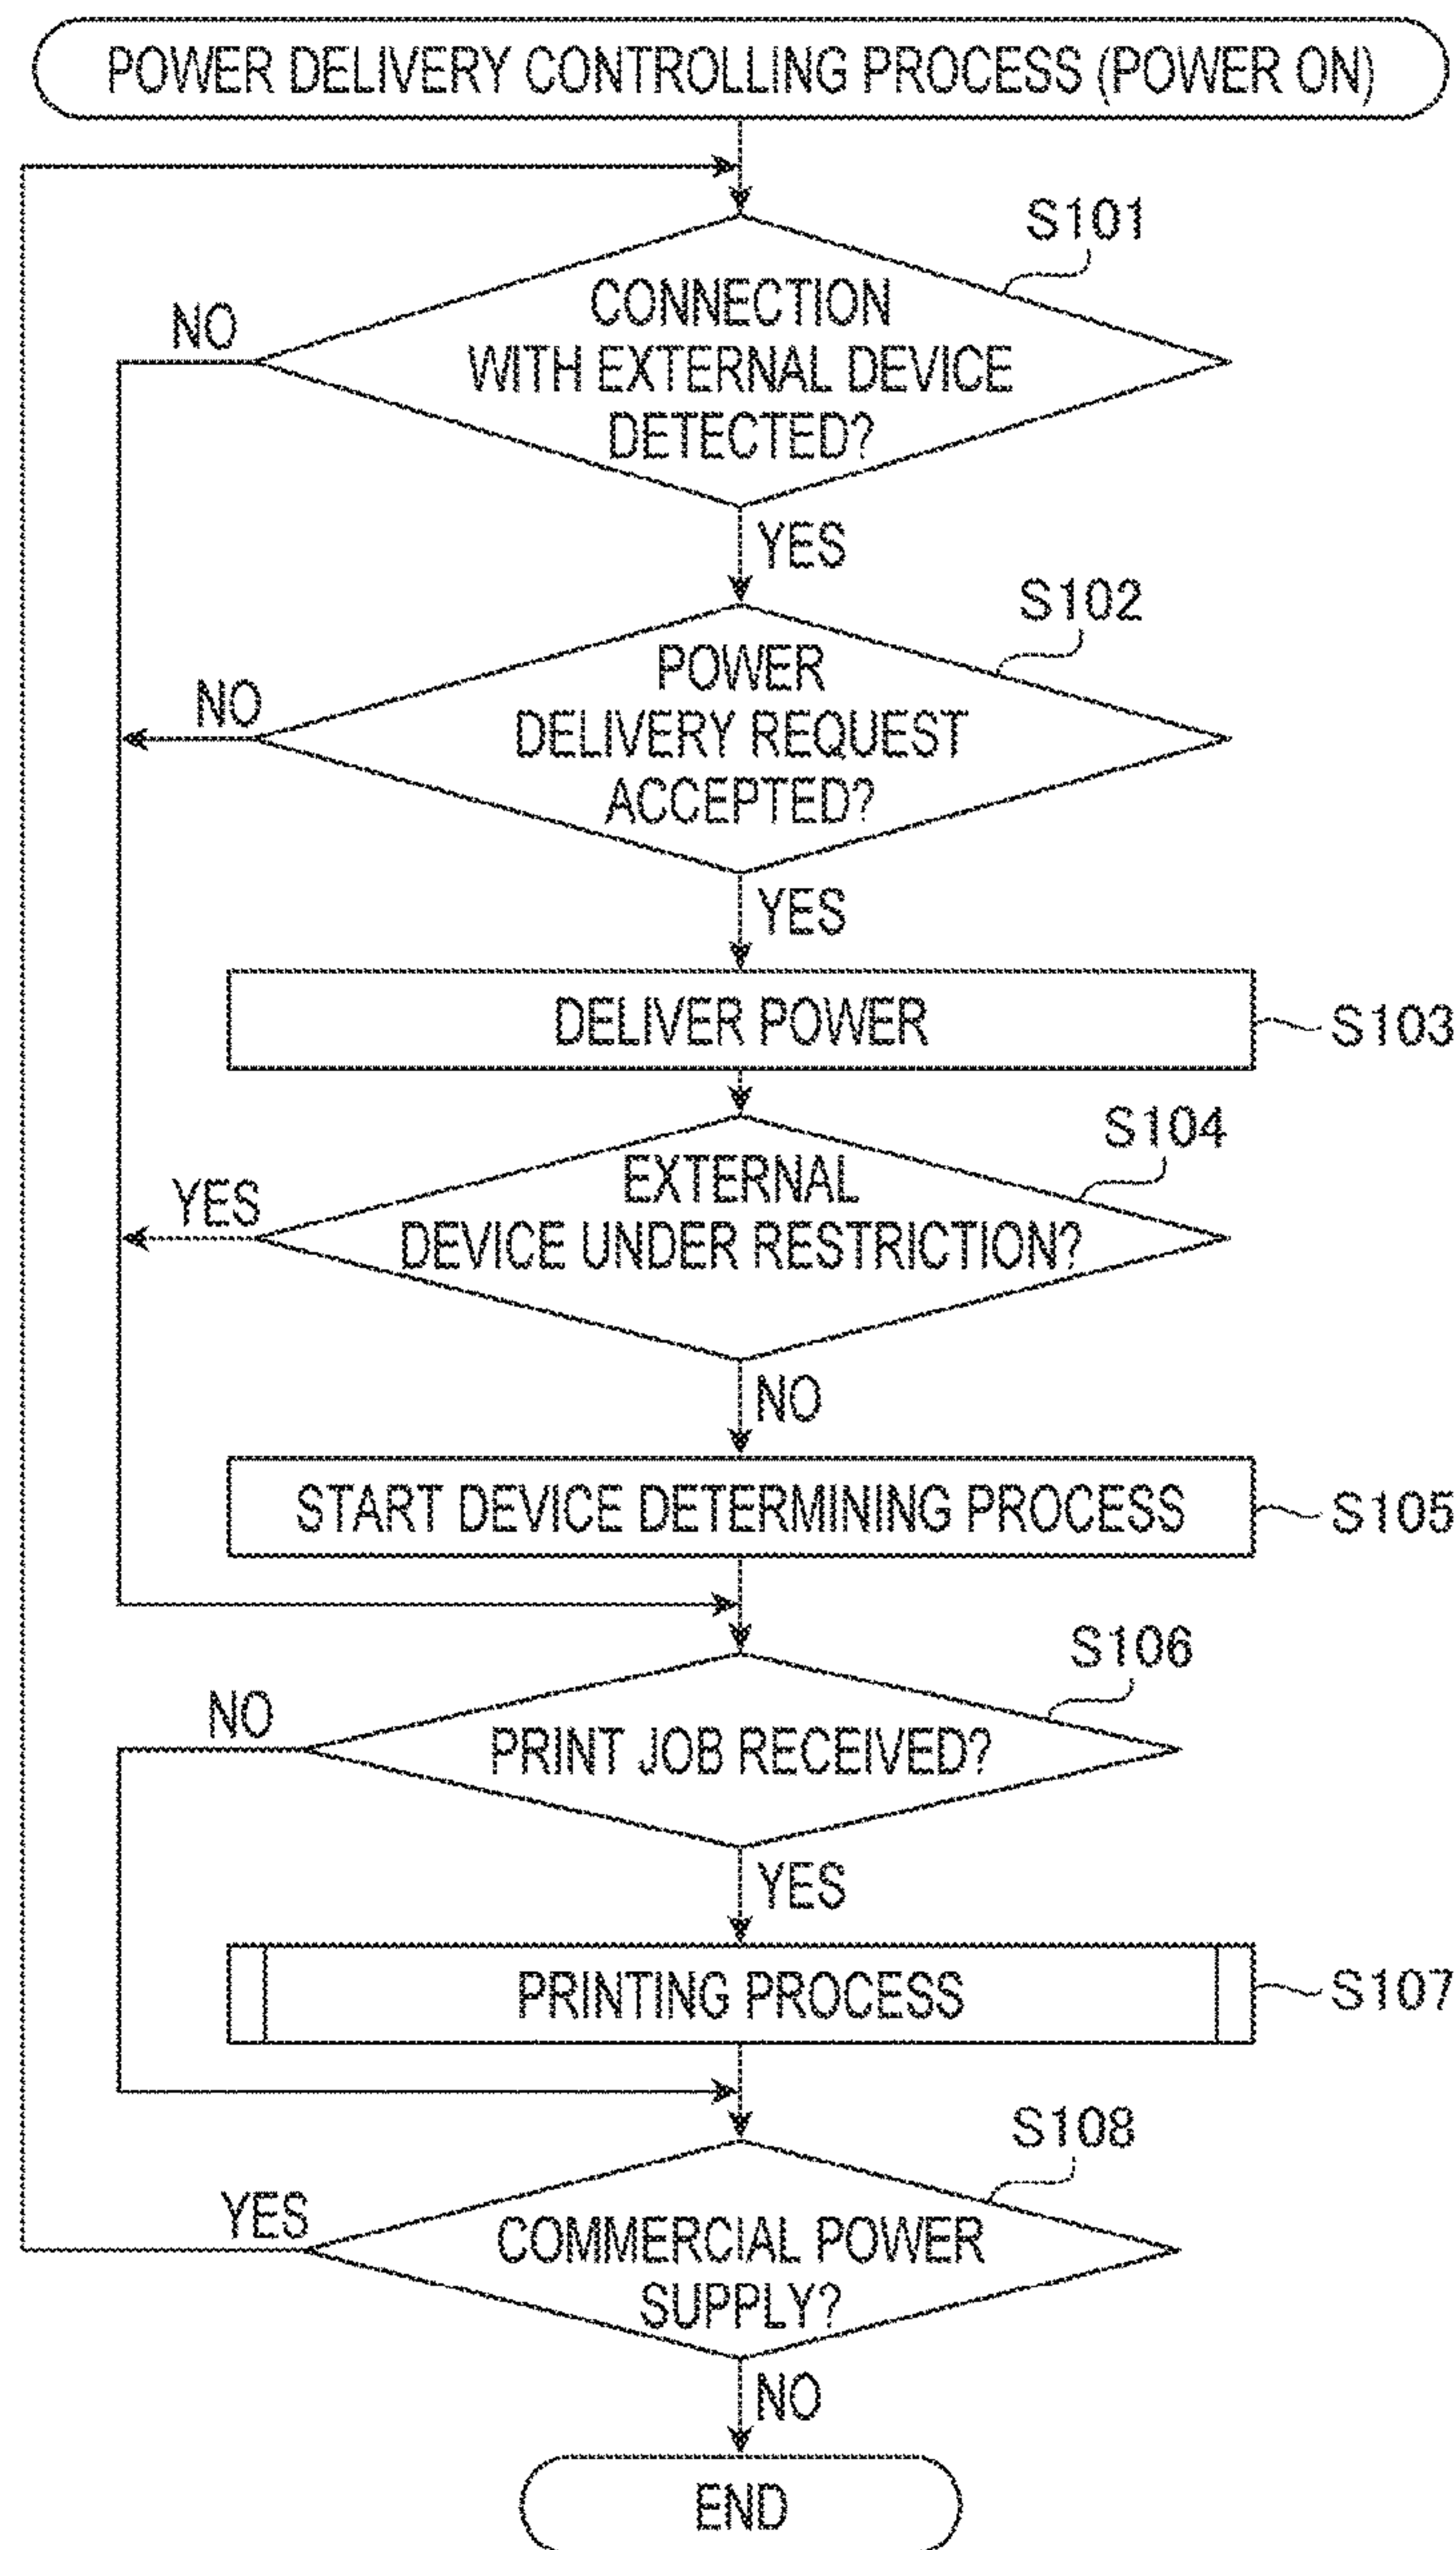 POWER DELIVERY CONTROLLING PROCESS (POWER ON)
S101
CONNECTION
WITH EXTERNAL DEVICE
DETECTED?
NO
YES
S102
POWER
DELIVERY REQUEST
ACCEPTED?
NO
YES
DELIVER POWER
S103
S104
EXTERNAL
DEVICE UNDER RESTRICTION?
YES
NO
START DEVICE DETERMINING PROCESS
S105
S106
PRINT JOB RECEIVED?
NO
YES
PRINTING PROCESS
S107
S108
COMMERCIAL POWER
SUPPLY?
YES
NO
END